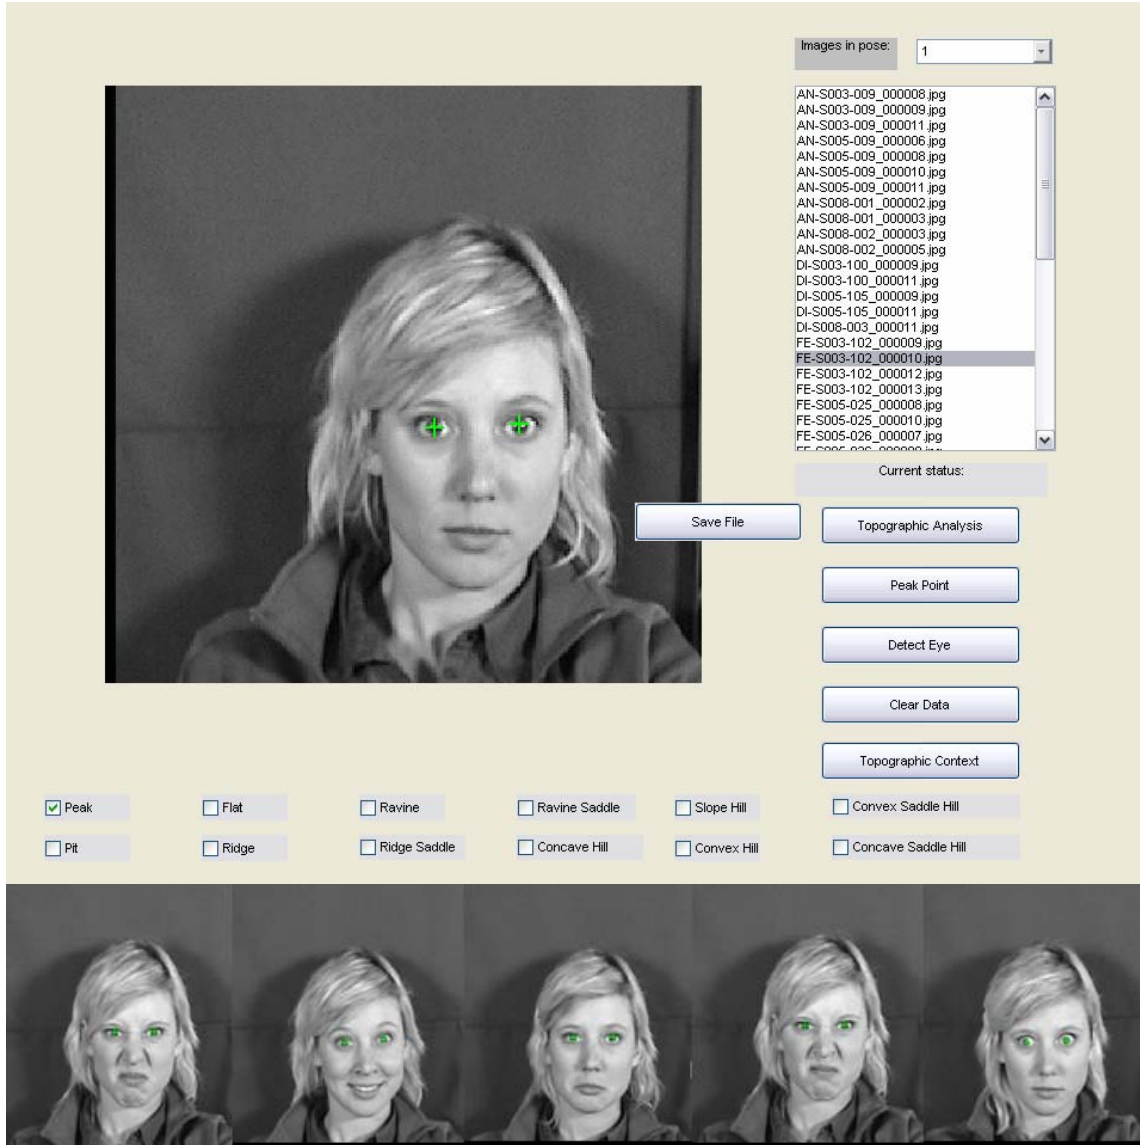 Images in pose:
1
AN-S003-009_000008.jpg
AN-S003-009_000009.jpg
AN-S003-009_000011.jpg
AN-S005-009_000006.jpg
AN-S005-009_000008.jpg
AN-S005-009_000010.jpg
AN-S005-009_000011.jpg
AN-S008-001_000002.jpg
AN-S008-001_000003.jpg
AN-S008-002_000003.jpg
AN-S008-002_000005.jpg
DI-S003-100_000009.jpg
DI-S003-100_000011.jpg
DI-S005-105_000009.jpg
DI-S005-105_000011.jpg
DI-S008-003_000011.jpg
FE-S003-102_000009.jpg
FE-S003-102_000010.jpg
FE-S003-102_000012.jpg
FE-S003-102_000013.jpg
FE-S005-025_000008.jpg
FE-S005-025_000010.jpg
FE-S005-026_000007.jpg
Current status:
Save File
Topographic Analysis
Peak Point
Detect Eye
Clear Data
Topographic Context
Peak
Flat
Ravine
Ravine Saddle
Slope Hill
Convex Saddle Hill
Pit
Ridge
Ridge Saddle
Concave Hill
Convex Hill
Concave Saddle Hill